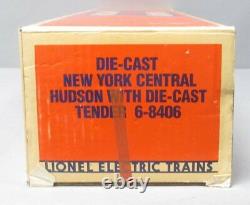 DIE-CAST
NEW YORK CENTRAL
HUDSON WITH DIE-CAST
TENDER 6-8406
LIONEL ELECTRIC TRAINS